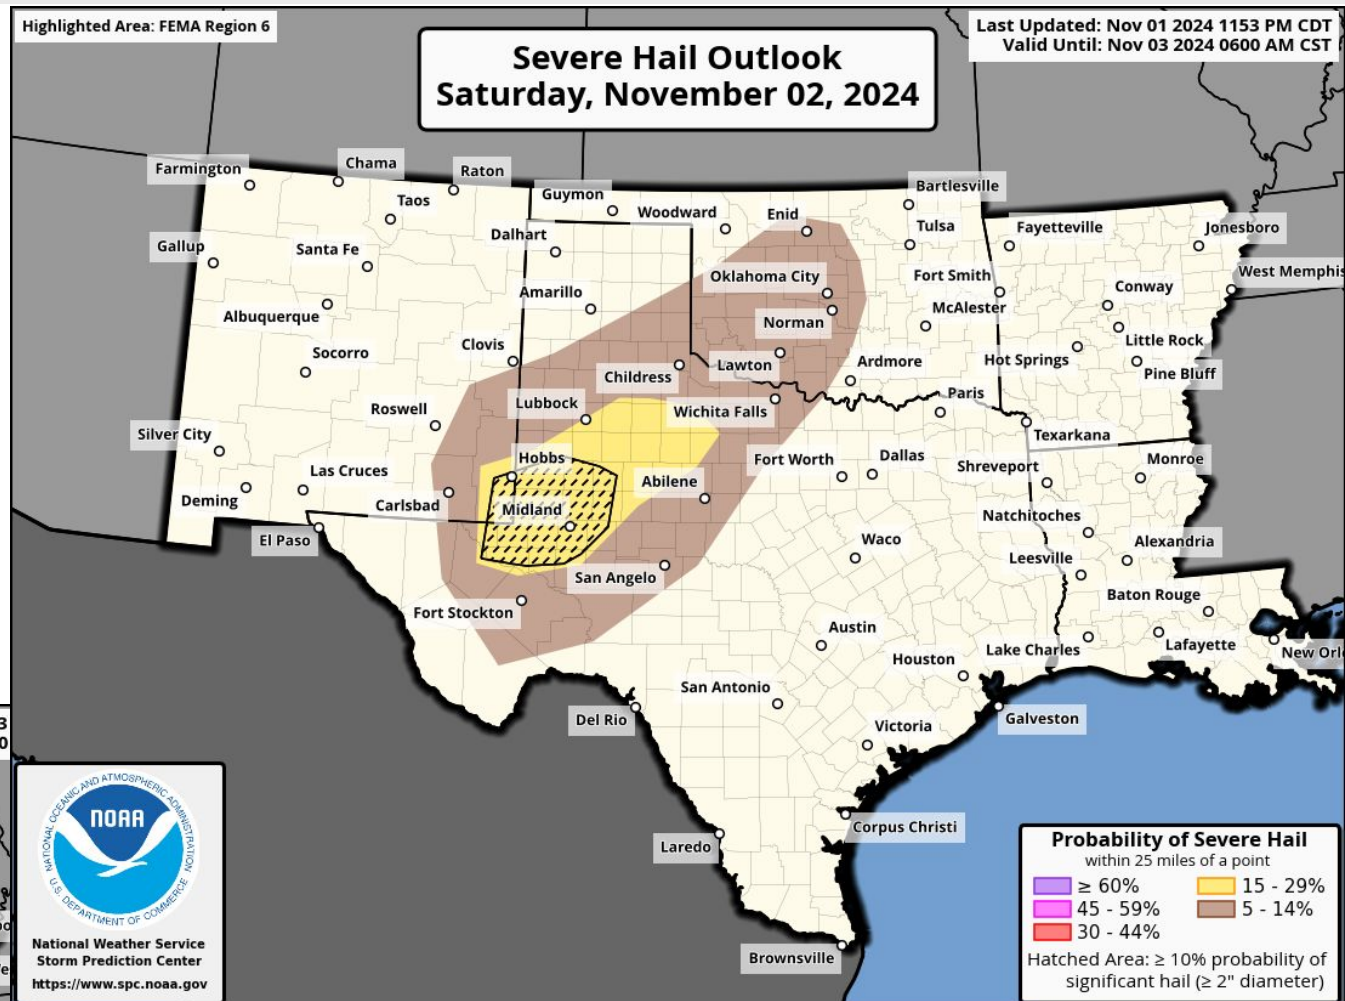 Highlighted Area: FEMA Region 6
Last Updated: Nov 01 2024 1153 PM CDT
Valid Until: Nov 03 2024 0600 AM CST
Severe Hail Outlook
Saturday, November 02, 2024
Farmington
Chama
Raton
Taos
Guymon
Woodward
Enid
Bartlesville
Gallup
Santa Fe
Dalhart
Tulsa
Fayetteville
Jonesboro
Albuquerque
Amarillo
Oklahoma City
Fort Smith
Conway
West Memphis
Socorro
Clovis
Norman
McAlester
Little Rock
Childress
Lawton
Ardmore
Hot Springs
Pine Bluff
Roswell
Lubbock
Wichita Falls
Paris
Texarkana
Silver City
Las Cruces
Hobbs
Fort Worth
Dallas
Shreveport
Monroe
Deming
Carlsbad
Midland
Abilene
Natchitoches
El Paso
San Angelo
Waco
Leesville
Alexandria
Fort Stockton
Baton Rouge
Austin
Lake Charles
Lafayette
New Orl
Houston
San Antonio
Del Rio
Victoria
Galveston
3
0
Laredo
Corpus Christi
Brownsville
NATIONAL OCEANIC AND ATMOSPHERIC ADMINISTRATION
NOAA
U.S. DEPARTMENT OF COMMERCE
National Weather Service
Storm Prediction Center
https://www.spc.noaa.gov
Probability of Severe Hail
within 25 miles of a point
≥ 60%
15 - 29%
45 - 59%
5 - 14%
30 - 44%
Hatched Area: ≥ 10% probability of
significant hail (≥ 2" diameter)